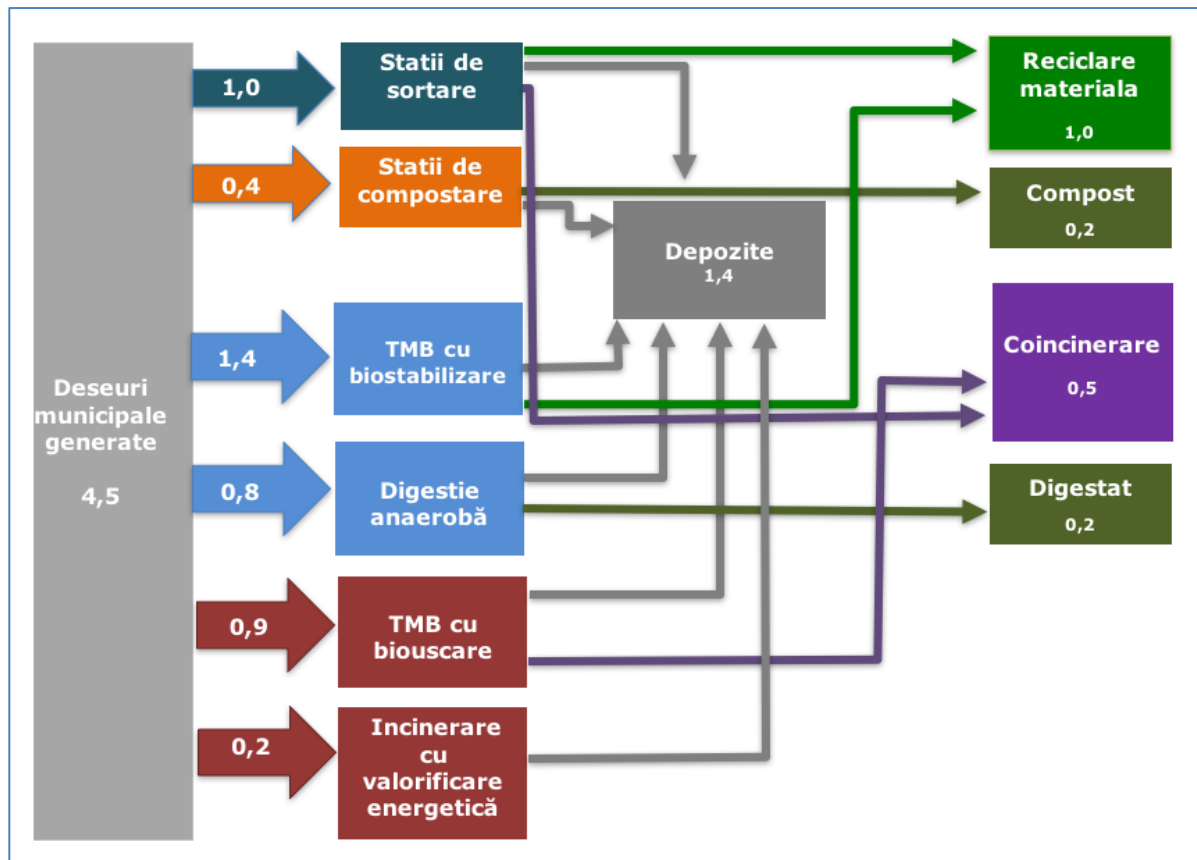 Deseuri
municipale
generate
4,5
1,0
0,4
1,4
0,8
0,9
0,2
Statii de
sortare
Statii de
compostare
TMB cu
biostabilizare
Digestie
anaerobă
TMB cu
biouscare
Incinerare
cu
valorificare
energetică
Depozite
1,4
Reciclare
materiala
1,0
Compost
0,2
Coincinerare
0,5
Digestat
0,2